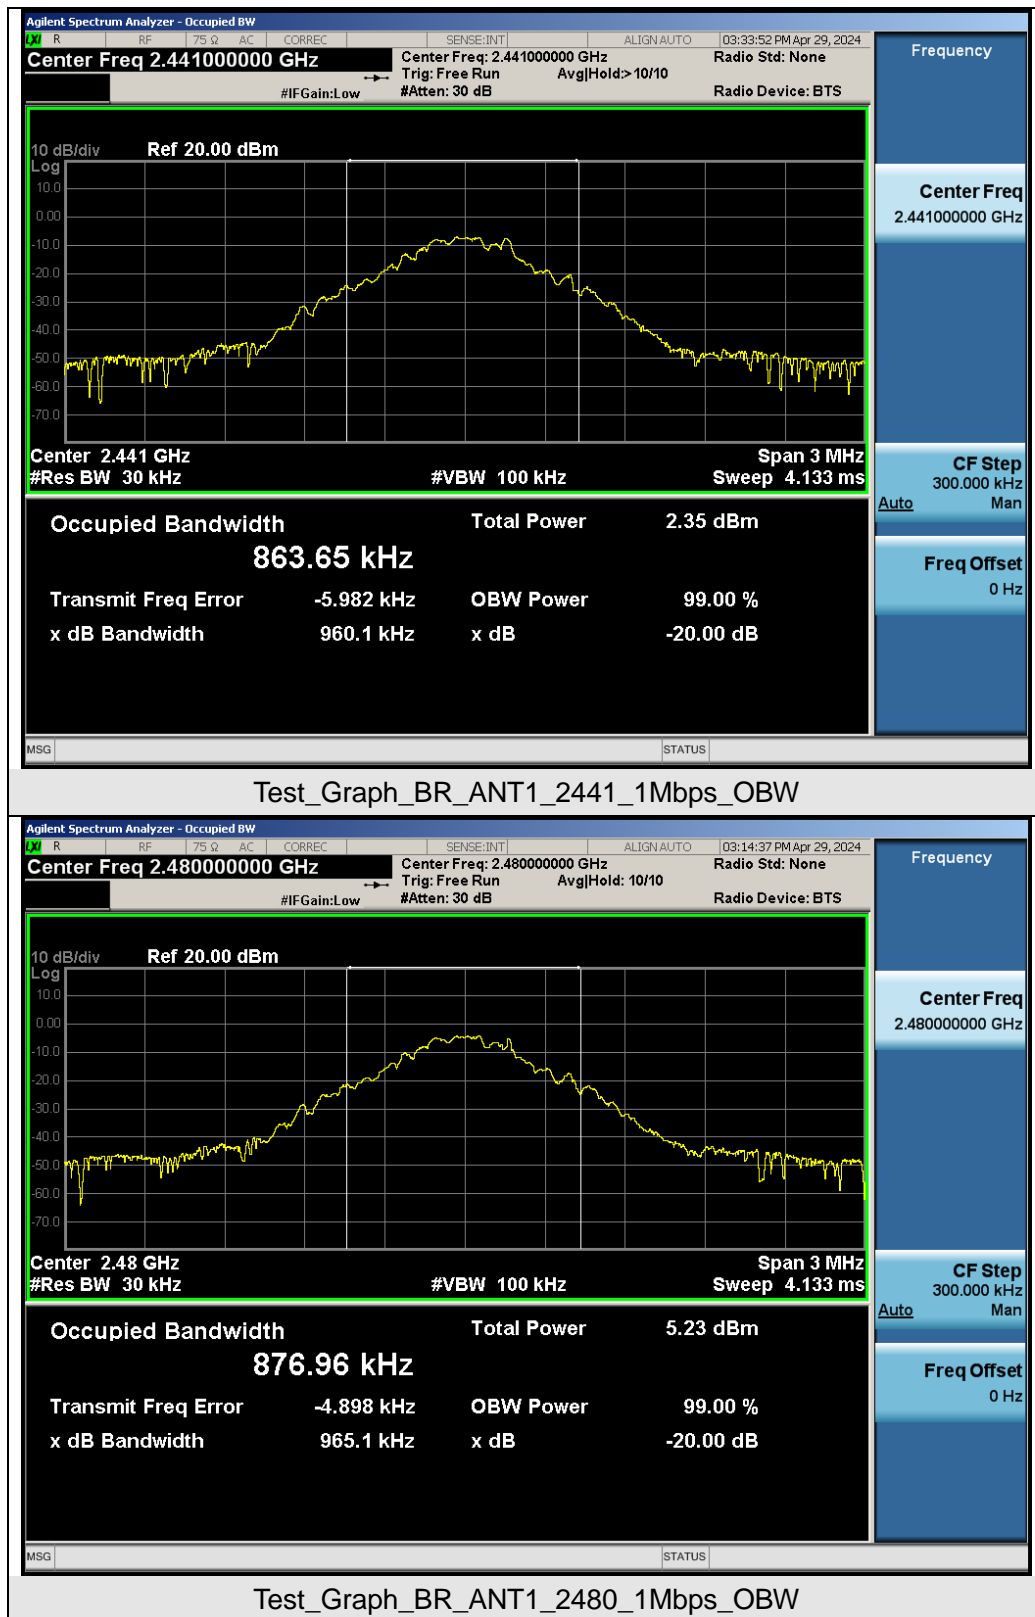 Agilent Spectrum Analyzer - Occupied BW
LXI R RF 75 Ω AC CORREC SENSE:INT ALIGN AUTO 03:33:52 PM Apr 29, 2024
Center Freq 2.441000000 GHz Center Freq: 2.441000000 GHz Radio Std: None Frequency
Trig: Free Run Avg|Hold:> 10/10
#IFGain:Low #Atten: 30 dB Radio Device: BTS
10 dB/div Ref 20.00 dBm
Log
10.0
0.00
-10.0
-20.0
-30.0
-40.0
-50.0
-60.0
-70.0
Center Freq
2.441000000 GHz
Center 2.441 GHz Span 3 MHz
#Res BW 30 kHz #VBW 100 kHz Sweep 4.133 ms
CF Step
300.000 kHz
Auto Man
Occupied Bandwidth Total Power 2.35 dBm
863.65 kHz
Freq Offset
0 Hz
Transmit Freq Error -5.982 kHz OBW Power 99.00 %
x dB Bandwidth 960.1 kHz x dB -20.00 dB
MSG STATUS
Test_Graph_BR_ANT1_2441_1Mbps_OBW
Agilent Spectrum Analyzer - Occupied BW
LXI R RF 75 Ω AC CORREC SENSE:INT ALIGN AUTO 03:14:37 PM Apr 29, 2024
Center Freq 2.480000000 GHz Center Freq: 2.480000000 GHz Radio Std: None Frequency
Trig: Free Run Avg|Hold: 10/10
#IFGain:Low #Atten: 30 dB Radio Device: BTS
10 dB/div Ref 20.00 dBm
Log
10.0
0.00
-10.0
-20.0
-30.0
-40.0
-50.0
-60.0
-70.0
Center Freq
2.480000000 GHz
Center 2.48 GHz Span 3 MHz
#Res BW 30 kHz #VBW 100 kHz Sweep 4.133 ms
CF Step
300.000 kHz
Auto Man
Occupied Bandwidth Total Power 5.23 dBm
876.96 kHz
Freq Offset
0 Hz
Transmit Freq Error -4.898 kHz OBW Power 99.00 %
x dB Bandwidth 965.1 kHz x dB -20.00 dB
MSG STATUS
Test_Graph_BR_ANT1_2480_1Mbps_OBW